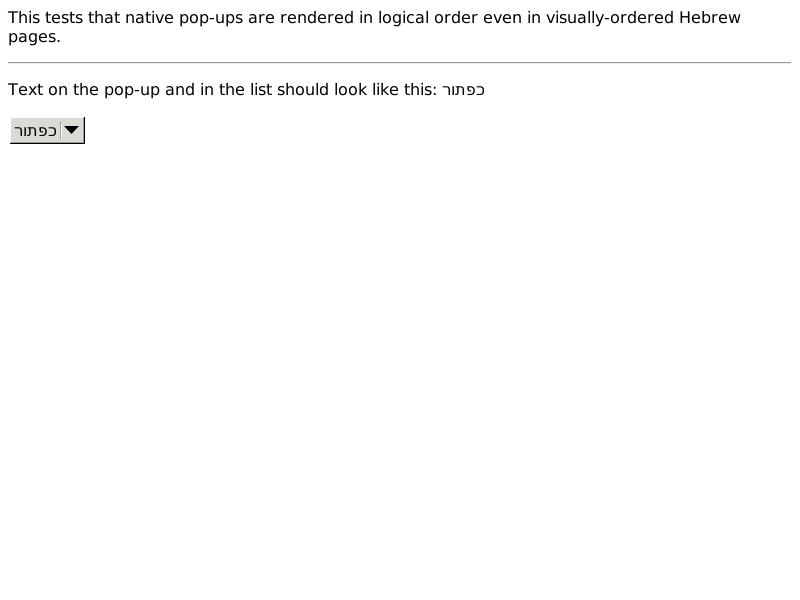 This tests that native pop-ups are rendered in logical order even in visually-ordered Hebrew
pages.
Text on the pop-up and in the list should look like this: כפתור
כפתור